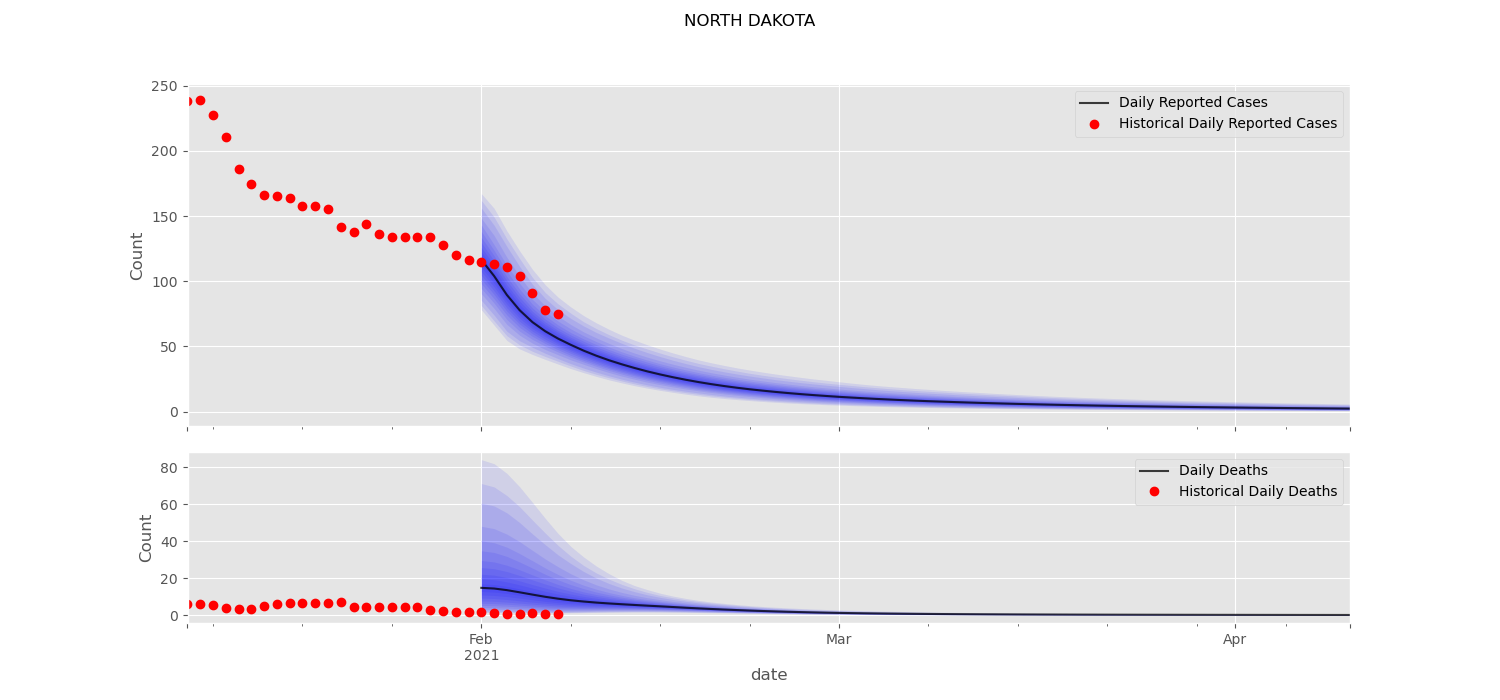 NORTH DAKOTA
250
200
150
100
50
0
Count
Daily Reported Cases
Historical Daily Reported Cases
80
60
40
20
0
Count
Daily Deaths
Historical Daily Deaths
Feb
2021
Mar
Apr
date